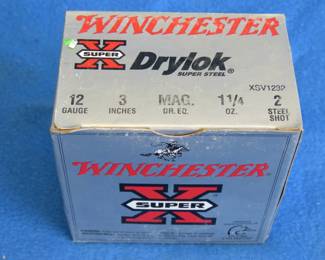 WINCHESTER
SUPER X Drylok®
SUPER STEEL
XSV1232
12 3 MAG. 1 1/4 2
GAUGE INCHES DR. EQ. OZ. STEEL SHOT
WINCHESTER
SUPER X